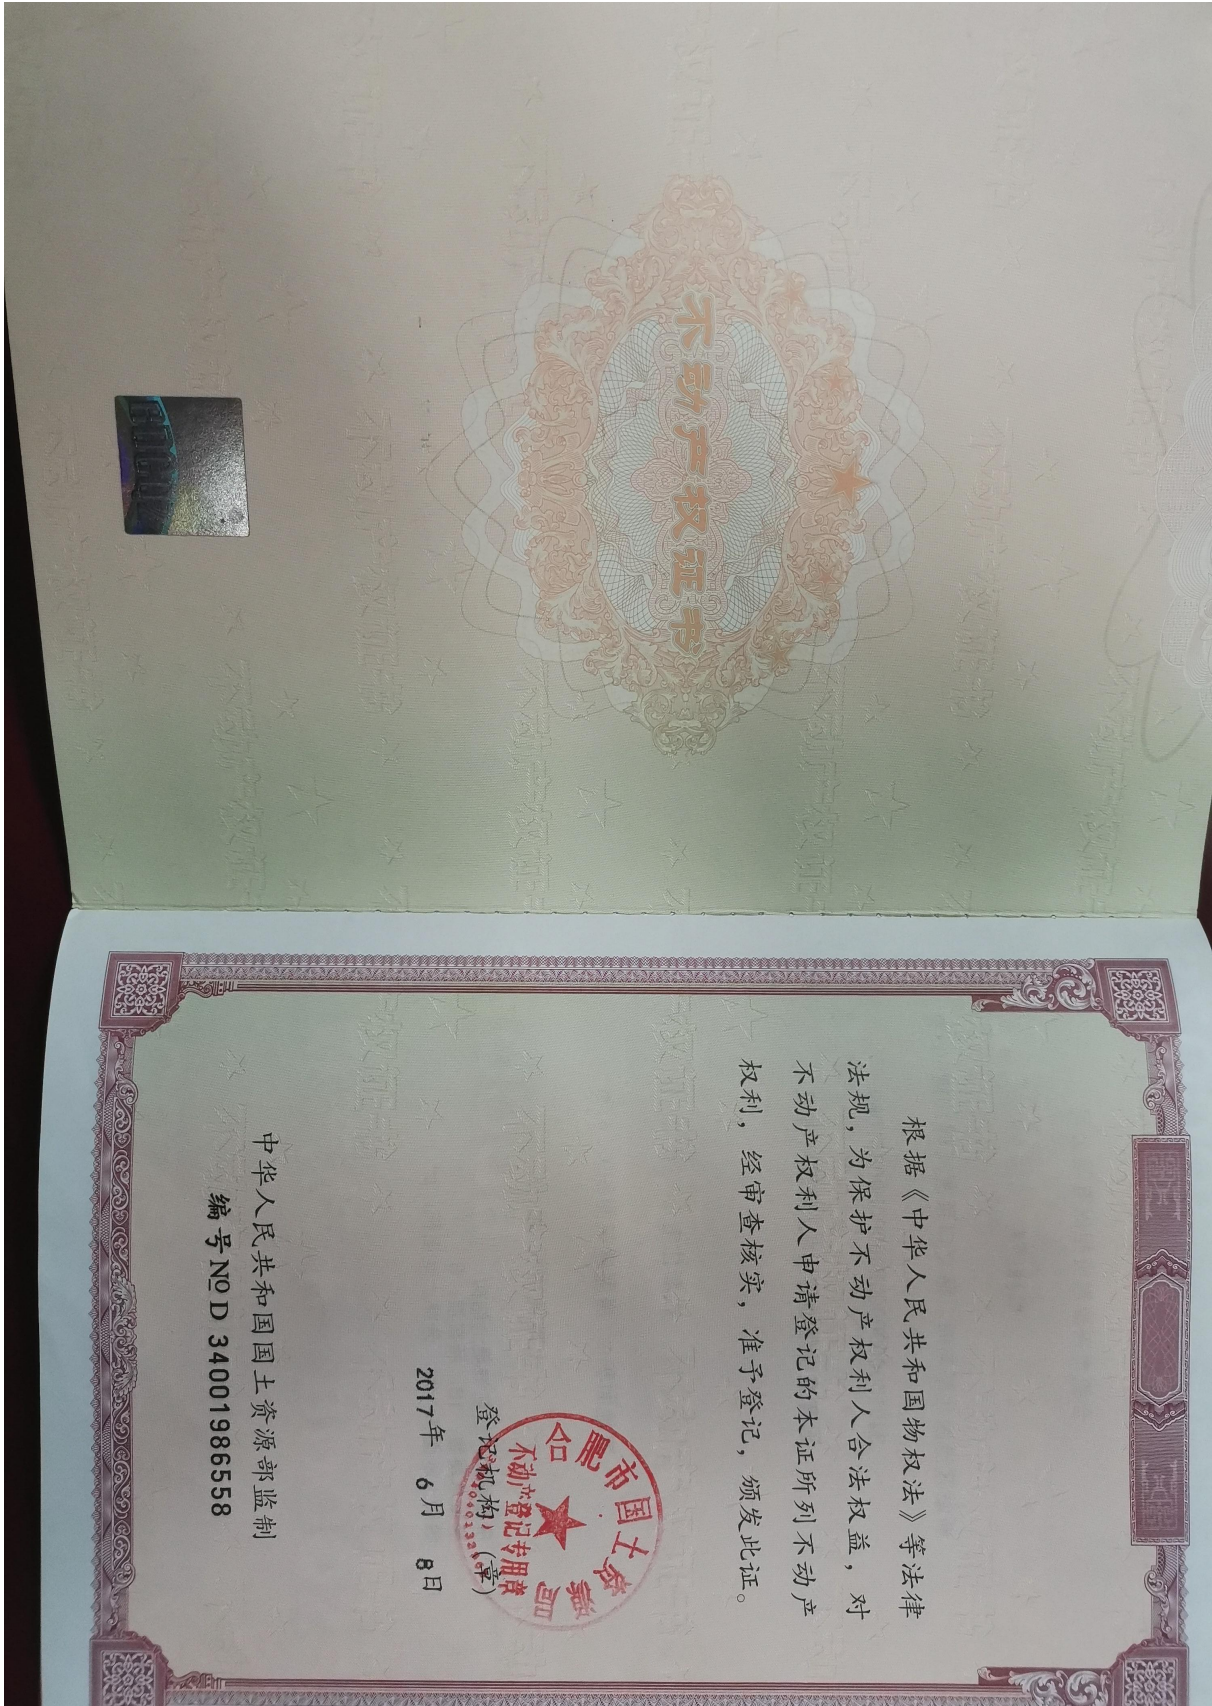 不动产权证书
根据《中华人民共和国物权法》等法律
法规，为保护不动产权利人合法权益，对
不动产权利人申请登记的本证所列不动产
权利，经审查核实，准予登记，颁发此证。
合肥市国土资源局
不动产登记专用章
登记机构（章）
2017年 6月 8日
中华人民共和国国土资源部监制
编号NO D 34001986558